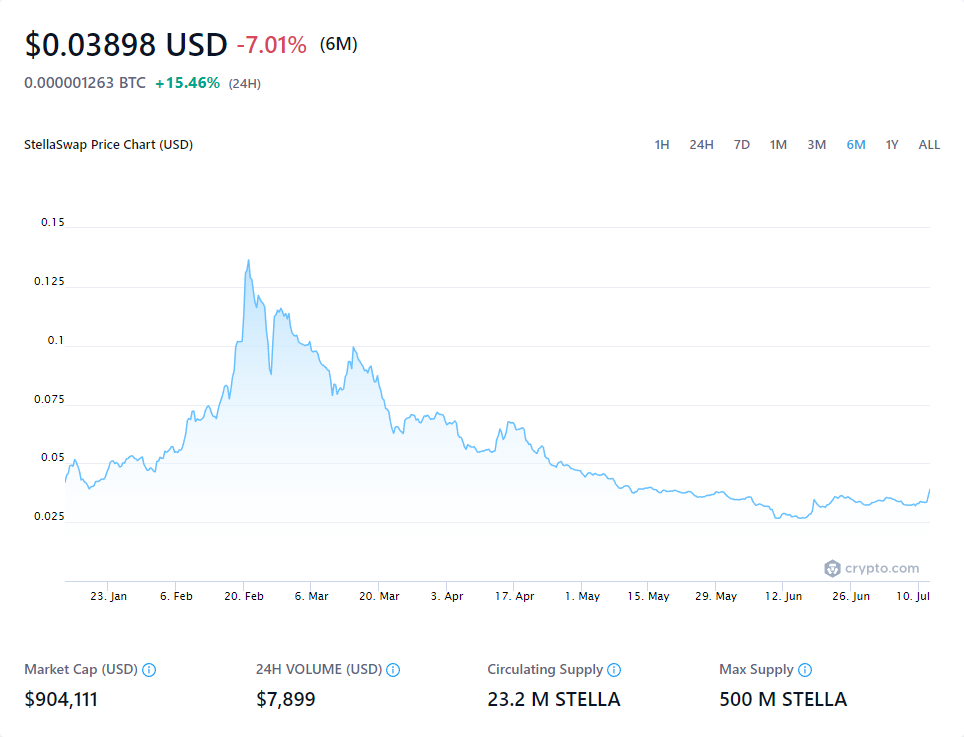 $0.03898 USD -7.01% (6M)
0.000001263 BTC +15.46% (24H)
StellaSwap Price Chart (USD) 1H 24H 7D 1M 3M 6M 1Y ALL
0.15
0.125
0.1
0.075
0.05
0.025
crypto.com
23. Jan 6. Feb 20. Feb 6. Mar 20. Mar 3. Apr 17. Apr 1. May 15. May 29. May 12. Jun 26. Jun 10. Jul
Market Cap (USD) 24H VOLUME (USD) Circulating Supply Max Supply
$904,111 $7,899 23.2 M STELLA 500 M STELLA